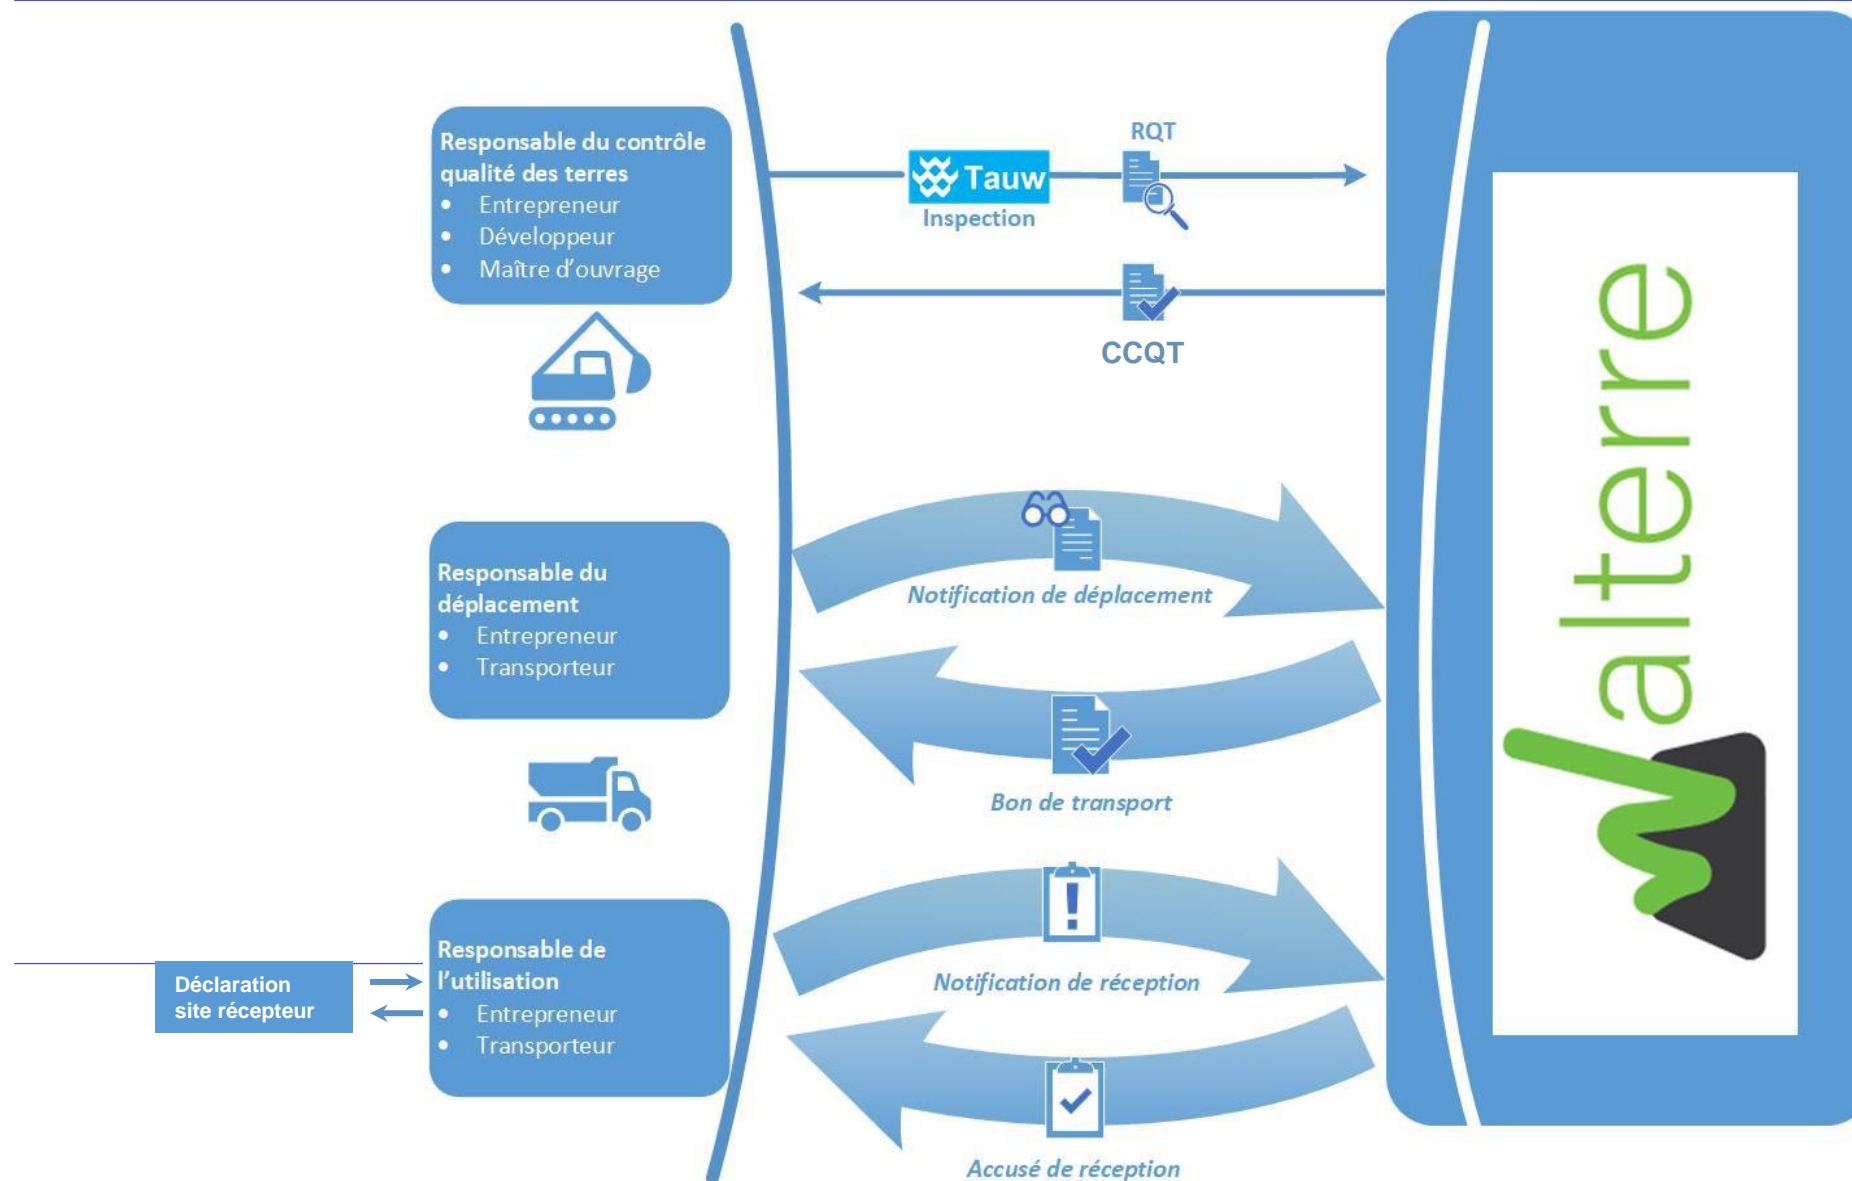 Responsable du contrôle
qualité des terres
• Entrepreneur
• Développeur
• Maître d'ouvrage
RQT
Tauw
Inspection
CCQT
Responsable du
déplacement
• Entrepreneur
• Transporteur
Notification de déplacement
Bon de transport
Déclaration
site récepteur
Responsable de
l'utilisation
• Entrepreneur
• Transporteur
Notification de réception
Accusé de réception
Walterre